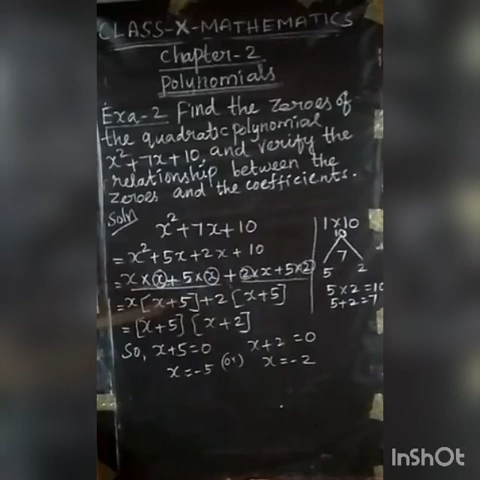 CLASS-X-MATHEMATICS
Chapter-2
Polynomials
Exa-2 Find the zeroes of
the quadratic polynomial
x²+7x+10, and verify the
relationship between the
zeroes and the coefficients.
Soln
x²+7x+10
= x²+5x+2x+10
= x×x+5×x+2×x+5×2
= x[x+5]+2[x+5]
= [x+5] [x+2]
So, x+5=0 x+2=0
x=-5 (or) x=-2
1×10
10
7
5 2
5×2=10
5+2=7
InShOt